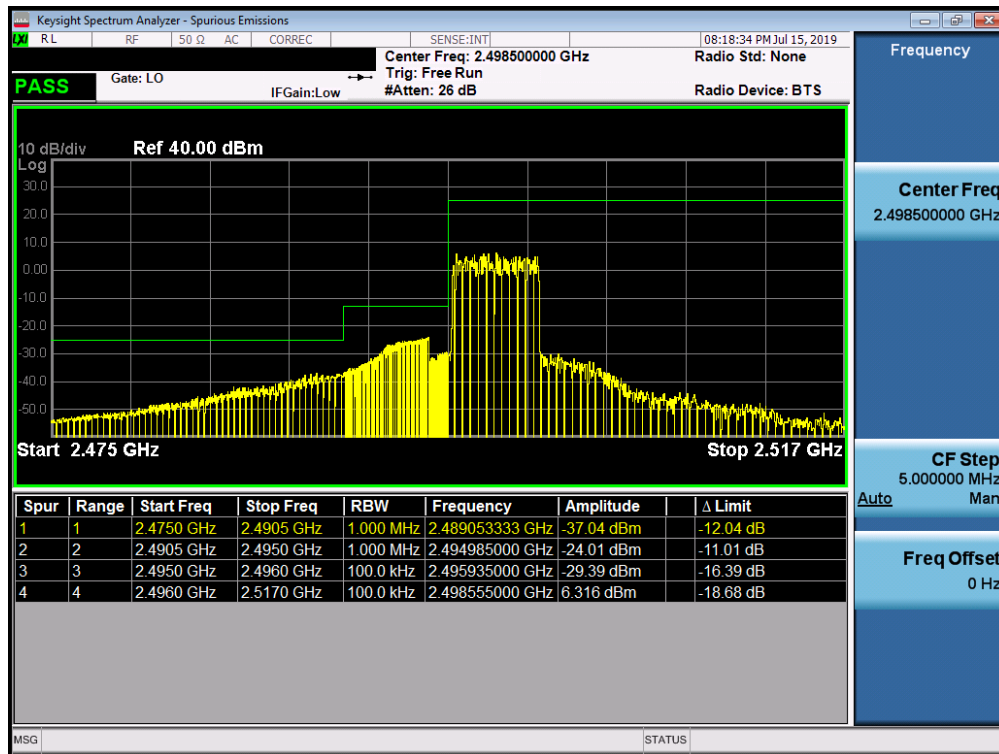 Keysight Spectrum Analyzer - Spurious Emissions
LXI RL RF 50 Ω AC CORREC SENSE:INT 08:18:34 PM Jul 15, 2019
Center Freq: 2.498500000 GHz Radio Std: None
Gate: LO Trig: Free Run
PASS IFGain:Low #Atten: 26 dB Radio Device: BTS
10 dB/div Ref 40.00 dBm
Log
30.0
20.0
10.0
0.00
-10.0
-20.0
-30.0
-40.0
-50.0
Start 2.475 GHz Stop 2.517 GHz
Spur Range Start Freq Stop Freq RBW Frequency Amplitude Δ Limit
1 1 2.4750 GHz 2.4905 GHz 1.000 MHz 2.489053333 GHz -37.04 dBm -12.04 dB
2 2 2.4905 GHz 2.4950 GHz 1.000 MHz 2.494985000 GHz -24.01 dBm -11.01 dB
3 3 2.4950 GHz 2.4960 GHz 100.0 kHz 2.495935000 GHz -29.39 dBm -16.39 dB
4 4 2.4960 GHz 2.5170 GHz 100.0 kHz 2.498555000 GHz 6.316 dBm -18.68 dB
MSG STATUS
Frequency
Center Freq
2.498500000 GHz
CF Step
5.000000 MHz
Auto Man
Freq Offset
0 Hz